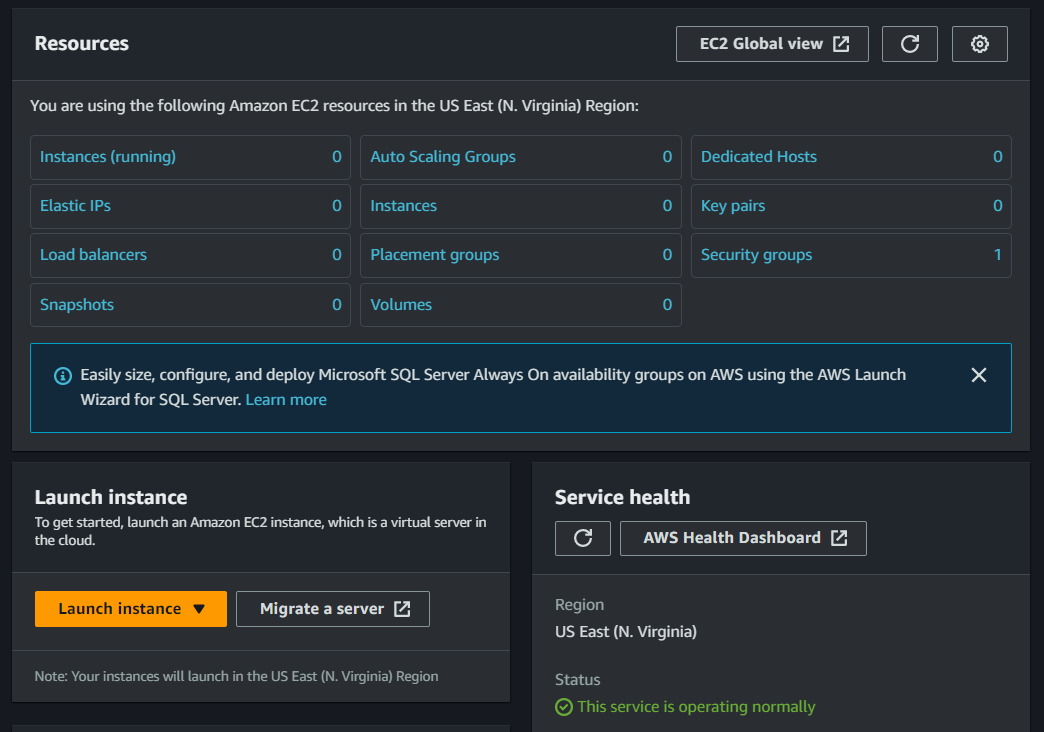 Resources
EC2 Global view
You are using the following Amazon EC2 resources in the US East (N. Virginia) Region:
Instances (running) 0
Auto Scaling Groups 0
Dedicated Hosts 0
Elastic IPs 0
Instances 0
Key pairs 0
Load balancers 0
Placement groups 0
Security groups 1
Snapshots 0
Volumes 0
Easily size, configure, and deploy Microsoft SQL Server Always On availability groups on AWS using the AWS Launch
Wizard for SQL Server. Learn more
Launch instance
To get started, launch an Amazon EC2 instance, which is a virtual server in
the cloud.
Launch instance
Migrate a server
Note: Your instances will launch in the US East (N. Virginia) Region
Service health
AWS Health Dashboard
Region
US East (N. Virginia)
Status
This service is operating normally